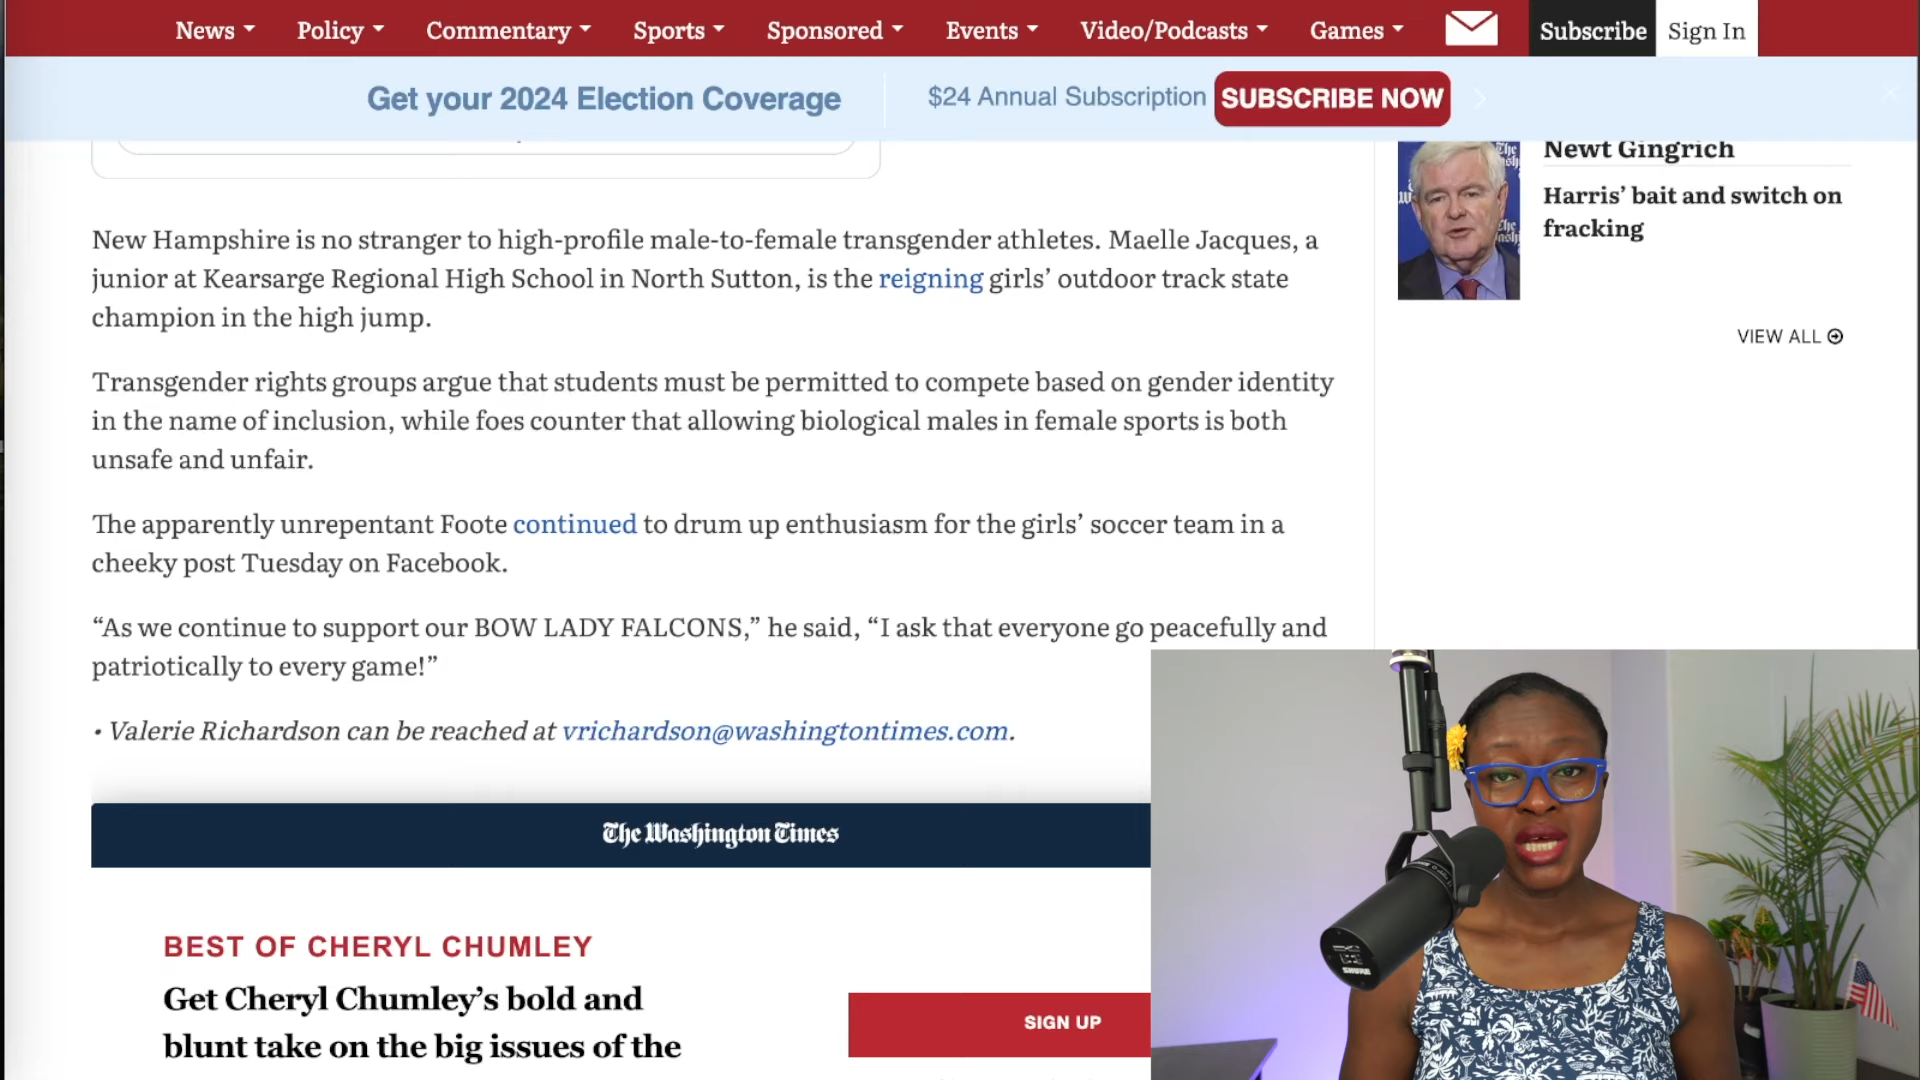 News Policy Commentary Sports Sponsored Events Video/Podcasts Games Subscribe Sign In
Get your 2024 Election Coverage $24 Annual Subscription SUBSCRIBE NOW
Newt Gingrich
Harris’ bait and switch on
fracking
VIEW ALL
New Hampshire is no stranger to high-profile male-to-female transgender athletes. Maelle Jacques, a
junior at Kearsarge Regional High School in North Sutton, is the reigning girls’ outdoor track state
champion in the high jump.
Transgender rights groups argue that students must be permitted to compete based on gender identity
in the name of inclusion, while foes counter that allowing biological males in female sports is both
unsafe and unfair.
The apparently unrepentant Foote continued to drum up enthusiasm for the girls’ soccer team in a
cheeky post Tuesday on Facebook.
“As we continue to support our BOW LADY FALCONS,” he said, “I ask that everyone go peacefully and
patriotically to every game!”
• Valerie Richardson can be reached at vrichardson@washingtontimes.com.
The Washington Times
BEST OF CHERYL CHUMLEY
Get Cheryl Chumley’s bold and
blunt take on the big issues of the
SIGN UP
SHURE